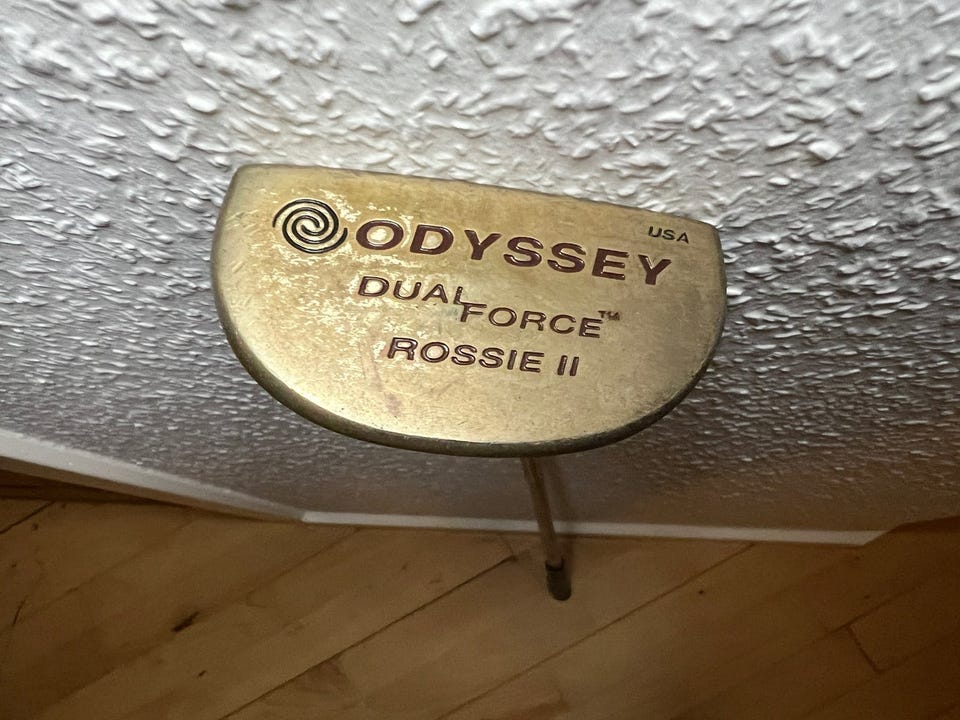 USA
ODYSSEY
DUAL FORCE™
ROSSIE II